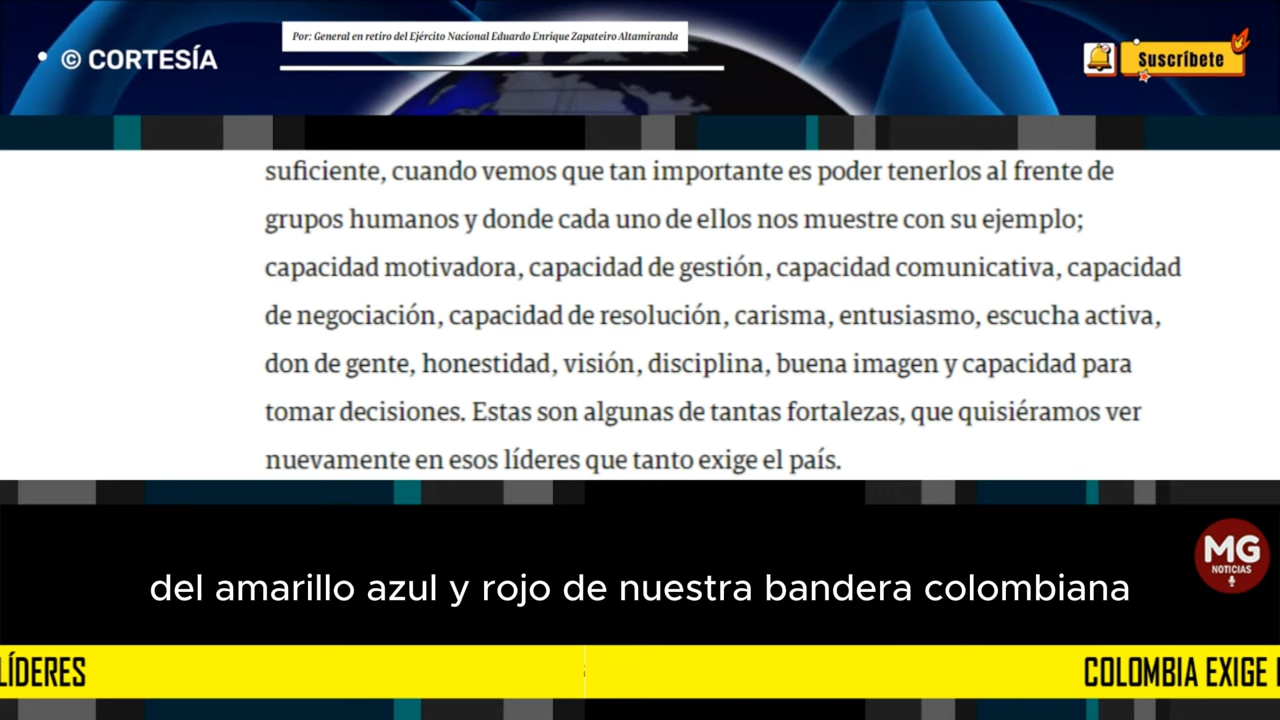 © CORTESÍA
Por: General en retiro del Ejército Nacional Eduardo Enrique Zapateiro Altamiranda
Suscríbete
suficiente, cuando vemos que tan importante es poder tenerlos al frente de
grupos humanos y donde cada uno de ellos nos muestre con su ejemplo;
capacidad motivadora, capacidad de gestión, capacidad comunicativa, capacidad
de negociación, capacidad de resolución, carisma, entusiasmo, escucha activa,
don de gente, honestidad, visión, disciplina, buena imagen y capacidad para
tomar decisiones. Estas son algunas de tantas fortalezas, que quisiéramos ver
nuevamente en esos líderes que tanto exige el país.
MG
NOTICIAS
del amarillo azul y rojo de nuestra bandera colombiana
LÍDERES
COLOMBIA EXIGE